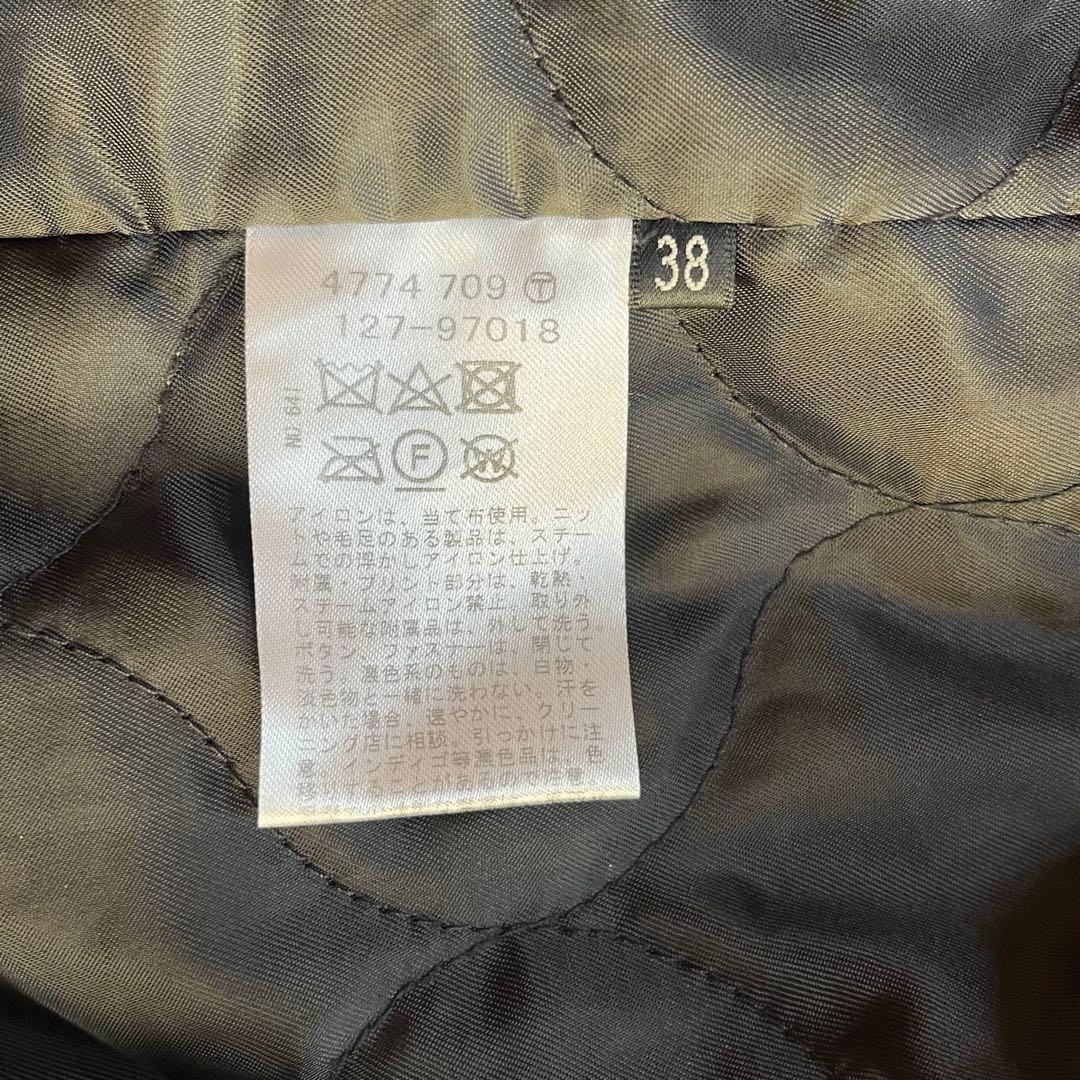 38
4774 709 Ⓣ
127-97018
NO 641
F
W
アイロンは、当て布使用。ニッ
トや毛足のある製品は、スチー
ムでの浮かしアイロン仕上げ。
附属・プリント部分は、乾熱・
スチームアイロン禁止。取り外
し可能な附属品は、外して洗う
ボタン、ファスナーは、閉じて
洗う。濃色系のものは、白物・
淡色物と一緒に洗わない。汗を
かいた場合、速やかに、クリー
ニング店に相談。引っかけに注
インディゴ等濃色品は、色